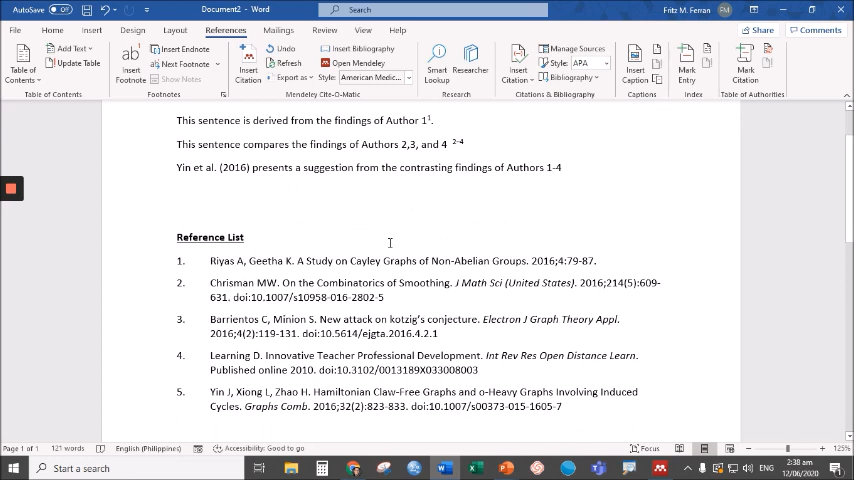 AutoSave Off Document2 - Word Search Fritz M. Ferran FM
File Home Insert Draw Design Layout References Mailings Review View Help Share Comments
Table of Contents
Add Text
Update Table
Table of Contents
Insert Footnote
Insert Endnote
Next Footnote
Show Notes
Footnotes
Insert Citation
Undo
Refresh
Export as
Insert Bibliography
Open Mendeley
Style: American Medic...
Mendeley Cite-O-Matic
Smart Lookup
Researcher
Research
Insert Citation
Manage Sources
Style: APA
Bibliography
Citations & Bibliography
Insert Caption
Captions
Mark Entry
Index
Mark Citation
Table of Authorities
This sentence is derived from the findings of Author 1¹.
This sentence compares the findings of Authors 2,3, and 4 ²⁻⁴
Yin et al. (2016) presents a suggestion from the contrasting findings of Authors 1-4
Reference List
1. Riyas A, Geetha K. A Study on Cayley Graphs of Non-Abelian Groups. 2016;4:79-87.
2. Chrisman MW. On the Combinatorics of Smoothing. J Math Sci (United States). 2016;214(5):609-
631. doi:10.1007/s10958-016-2802-5
3. Barrientos C, Minion S. New attack on kotzig's conjecture. Electron J Graph Theory Appl.
2016;4(2):119-131. doi:10.5614/ejgta.2016.4.2.1
4. Learning D. Innovative Teacher Professional Development. Int Rev Res Open Distance Learn.
Published online 2010. doi:10.3102/0013189X033008003
5. Yin J, Xiong L, Zhao H. Hamiltonian Claw-Free Graphs and o-Heavy Graphs Involving Induced
Cycles. Graphs Comb. 2016;32(2):823-833. doi:10.1007/s00373-015-1605-7
Page 1 of 1 121 words English (Philippines) Accessibility: Good to go Focus 125%
Start a search ENG 2:38 am
12/06/2020